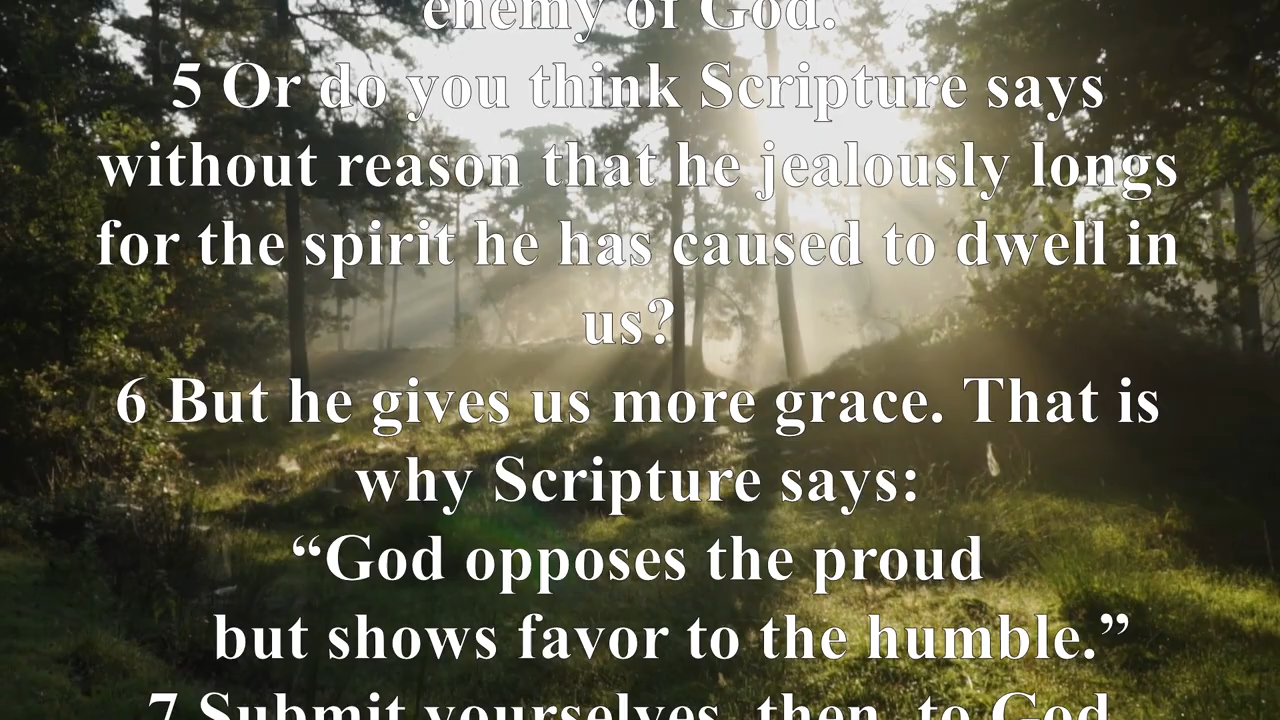 enemy of God.
5 Or do you think Scripture says
without reason that he jealously longs
for the spirit he has caused to dwell in
us?
6 But he gives us more grace. That is
why Scripture says:
“God opposes the proud
but shows favor to the humble.”
7 Submit yourselves, then, to God.